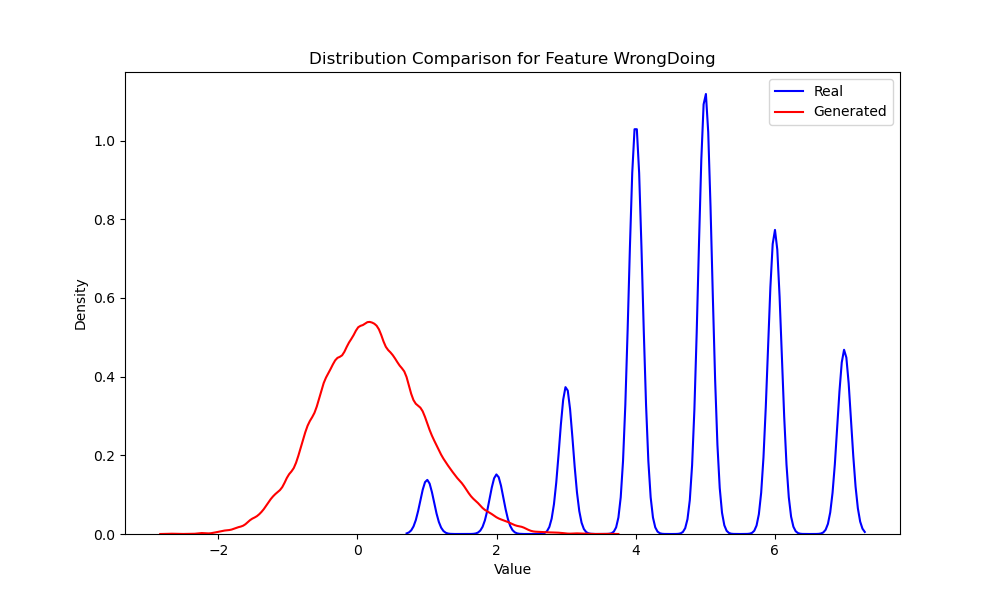 Distribution Comparison for Feature WrongDoing
Real
Generated
1.0
0.8
0.6
0.4
0.2
0.0
Density
−2
0
2
4
6
Value